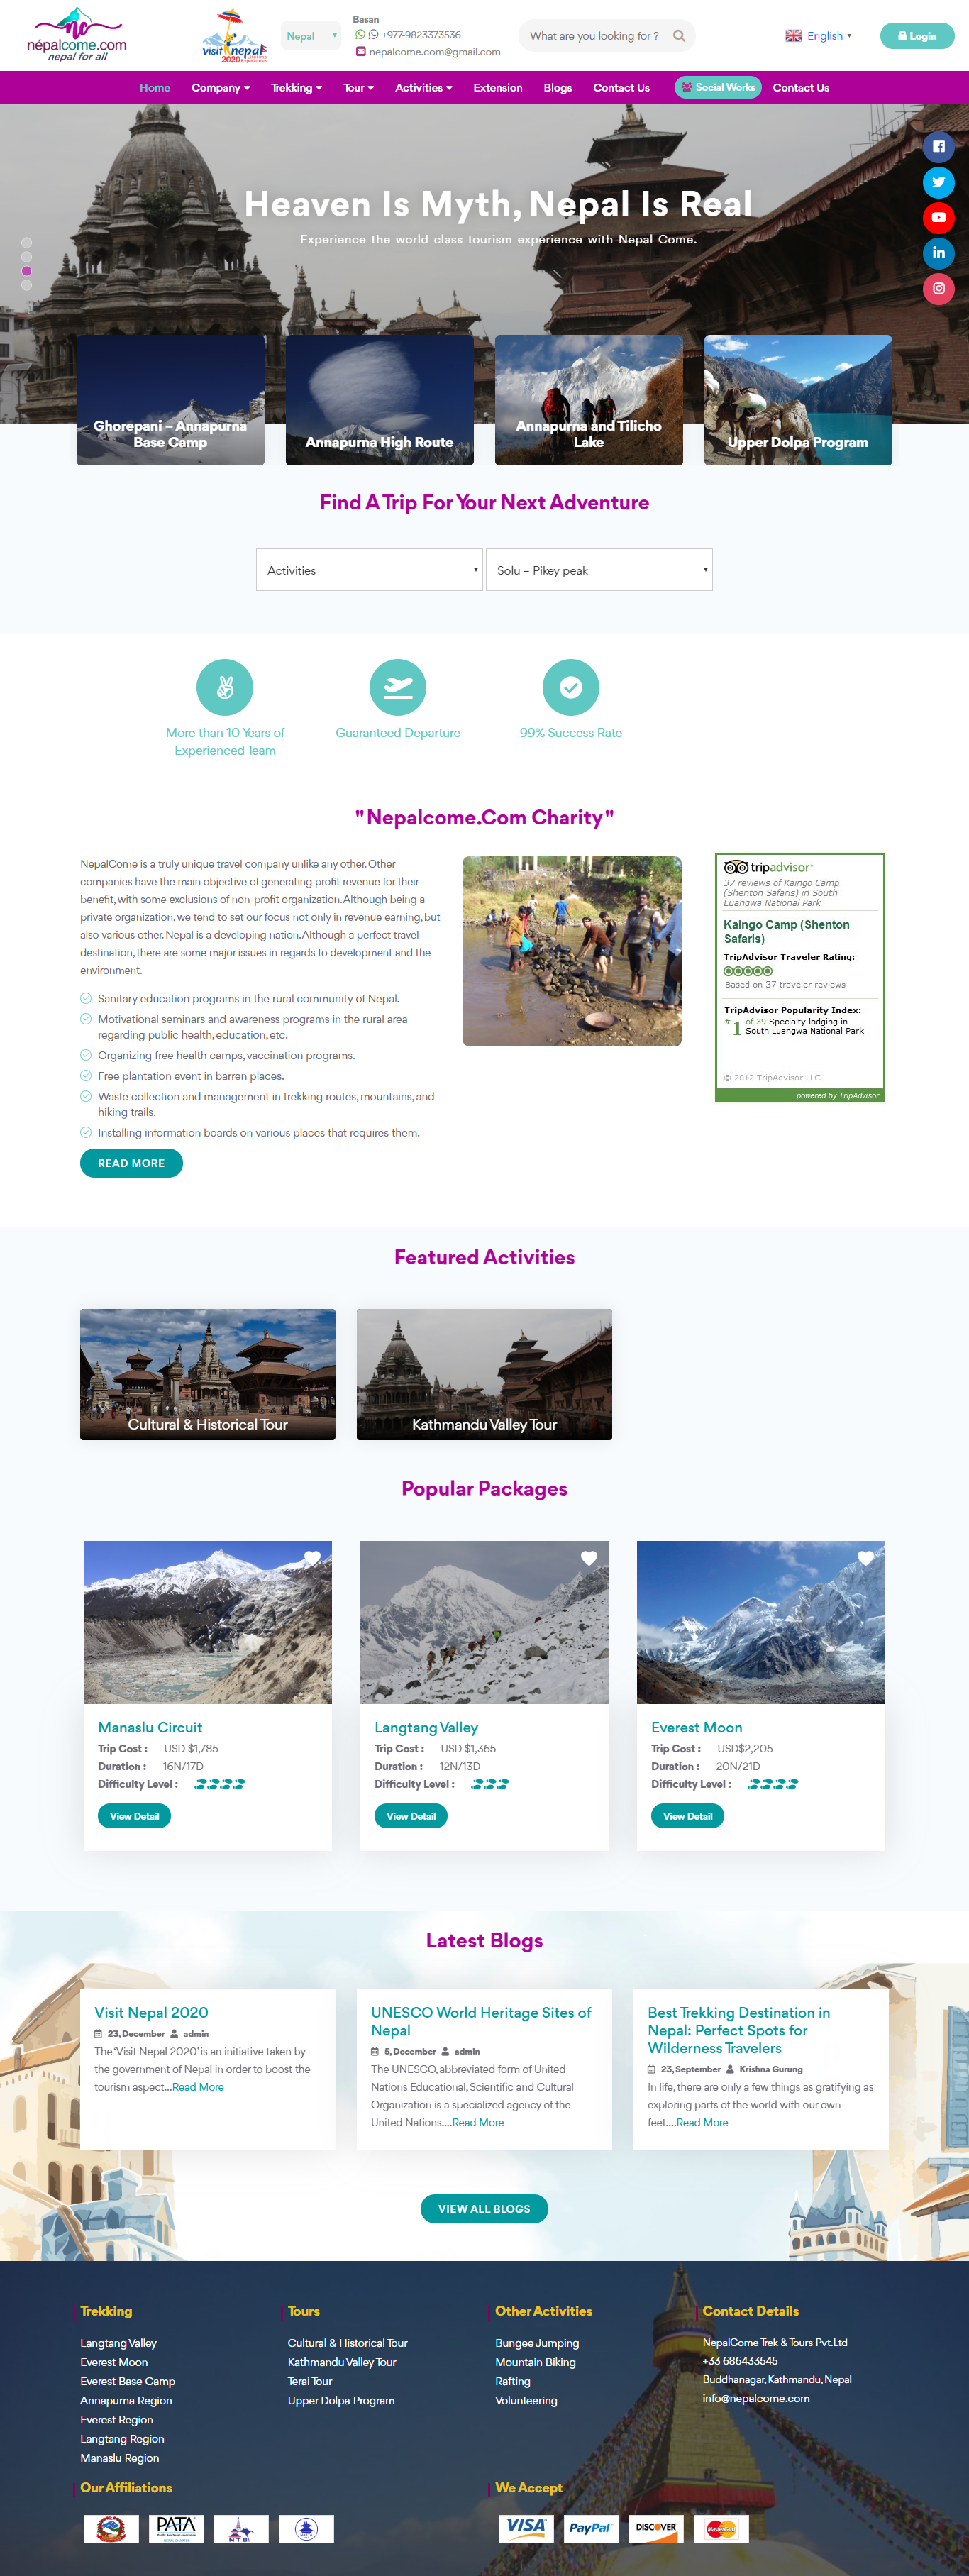 népalcome.com
nepal for all
visit nepal
2020
Nepal
Basan
+977-9823373536
nepalcome.com@gmail.com
What are you looking for ?
English
Login
Home
Company
Trekking
Tour
Activities
Extension
Blogs
Contact Us
Social Works
Contact Us
Heaven Is Myth, Nepal Is Real
Experience the world class tourism experience with Nepal Come.
Ghorepani – Annapurna
Base Camp
Annapurna High Route
Annapurna and Tilicho
Lake
Upper Dolpa Program
Find A Trip For Your Next Adventure
Activities
Solu – Pikey peak
More than 10 Years of
Experienced Team
Guaranteed Departure
99% Success Rate
"Nepalcome.Com Charity"
NepalCome is a truly unique travel company unlike any other. Other
companies have the main objective of generating profit revenue for their
benefit, with some exclusions of non-profit organization. Although being a
private organization, we tend to set our focus not only in revenue earning, but
also various other. Nepal is a developing nation. Although a perfect travel
destination, there are some major issues in regards to development and the
environment.
Sanitary education programs in the rural community of Nepal.
Motivational seminars and awareness programs in the rural area
regarding public health, education, etc.
Organizing free health camps, vaccination programs.
Free plantation event in barren places.
Waste collection and management in trekking routes, mountains, and
hiking trails.
Installing information boards on various places that requires them.
READ MORE
tripadvisor
37 reviews of Kaingo Camp
(Shenton Safaris) in South
Luangwa National Park
Kaingo Camp (Shenton
Safaris)
TripAdvisor Traveler Rating:
Based on 37 traveler reviews
TripAdvisor Popularity Index:
#1 of 39 Specialty lodging in
South Luangwa National Park
© 2012 TripAdvisor LLC
powered by TripAdvisor
Featured Activities
Cultural & Historical Tour
Kathmandu Valley Tour
Popular Packages
Manaslu Circuit
Trip Cost : USD $1,785
Duration : 16N/17D
Difficulty Level :
View Detail
Langtang Valley
Trip Cost : USD $1,365
Duration : 12N/13D
Difficulty Level :
View Detail
Everest Moon
Trip Cost : USD$2,205
Duration : 20N/21D
Difficulty Level :
View Detail
Latest Blogs
Visit Nepal 2020
23, December admin
The 'Visit Nepal 2020' is an initiative taken by
the government of Nepal in order to boost the
tourism aspect...Read More
UNESCO World Heritage Sites of
Nepal
5, December admin
The UNESCO, abbreviated form of United
Nations Educational, Scientific and Cultural
Organization is a specialized agency of the
United Nations....Read More
Best Trekking Destination in
Nepal: Perfect Spots for
Wilderness Travelers
23, September Krishna Gurung
In life, there are only a few things as gratifying as
exploring parts of the world with our own
feet....Read More
VIEW ALL BLOGS
Trekking
Langtang Valley
Everest Moon
Everest Base Camp
Annapurna Region
Everest Region
Langtang Region
Manaslu Region
Tours
Cultural & Historical Tour
Kathmandu Valley Tour
Terai Tour
Upper Dolpa Program
Other Activities
Bungee Jumping
Mountain Biking
Rafting
Volunteering
Contact Details
NepalCome Trek & Tours Pvt.Ltd
+33 686433545
Buddhanagar, Kathmandu, Nepal
info@nepalcome.com
Our Affiliations
PATA
NTB
We Accept
VISA
PayPal
DISCOVER
MasterCard